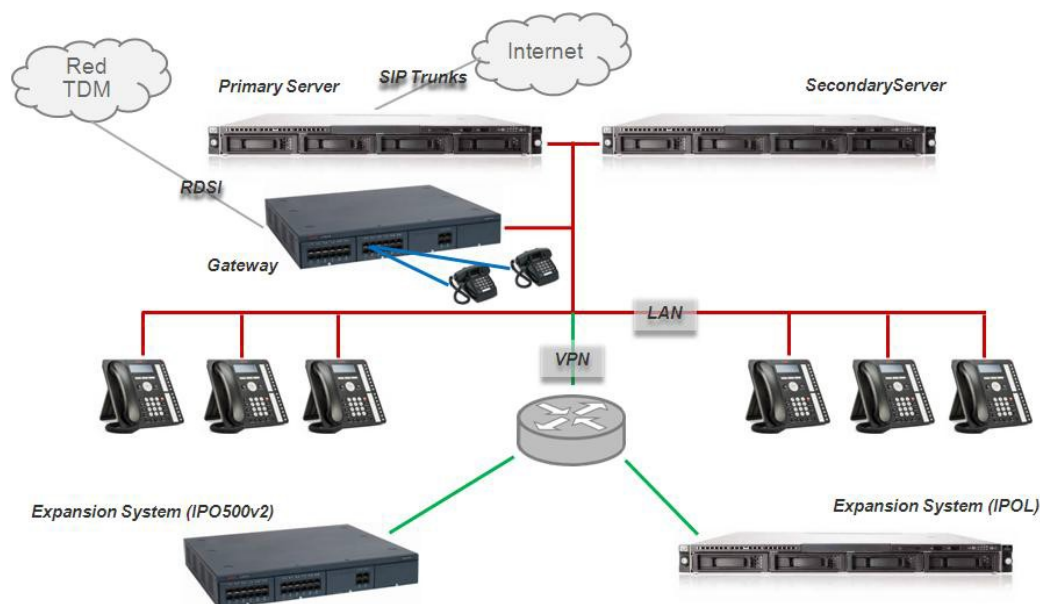 Internet
Red
TDM
SIP Trunks
Primary Server
SecondaryServer
RDSI
Gateway
LAN
VPN
Expansion System (IPO500v2)
Expansion System (IPOL)